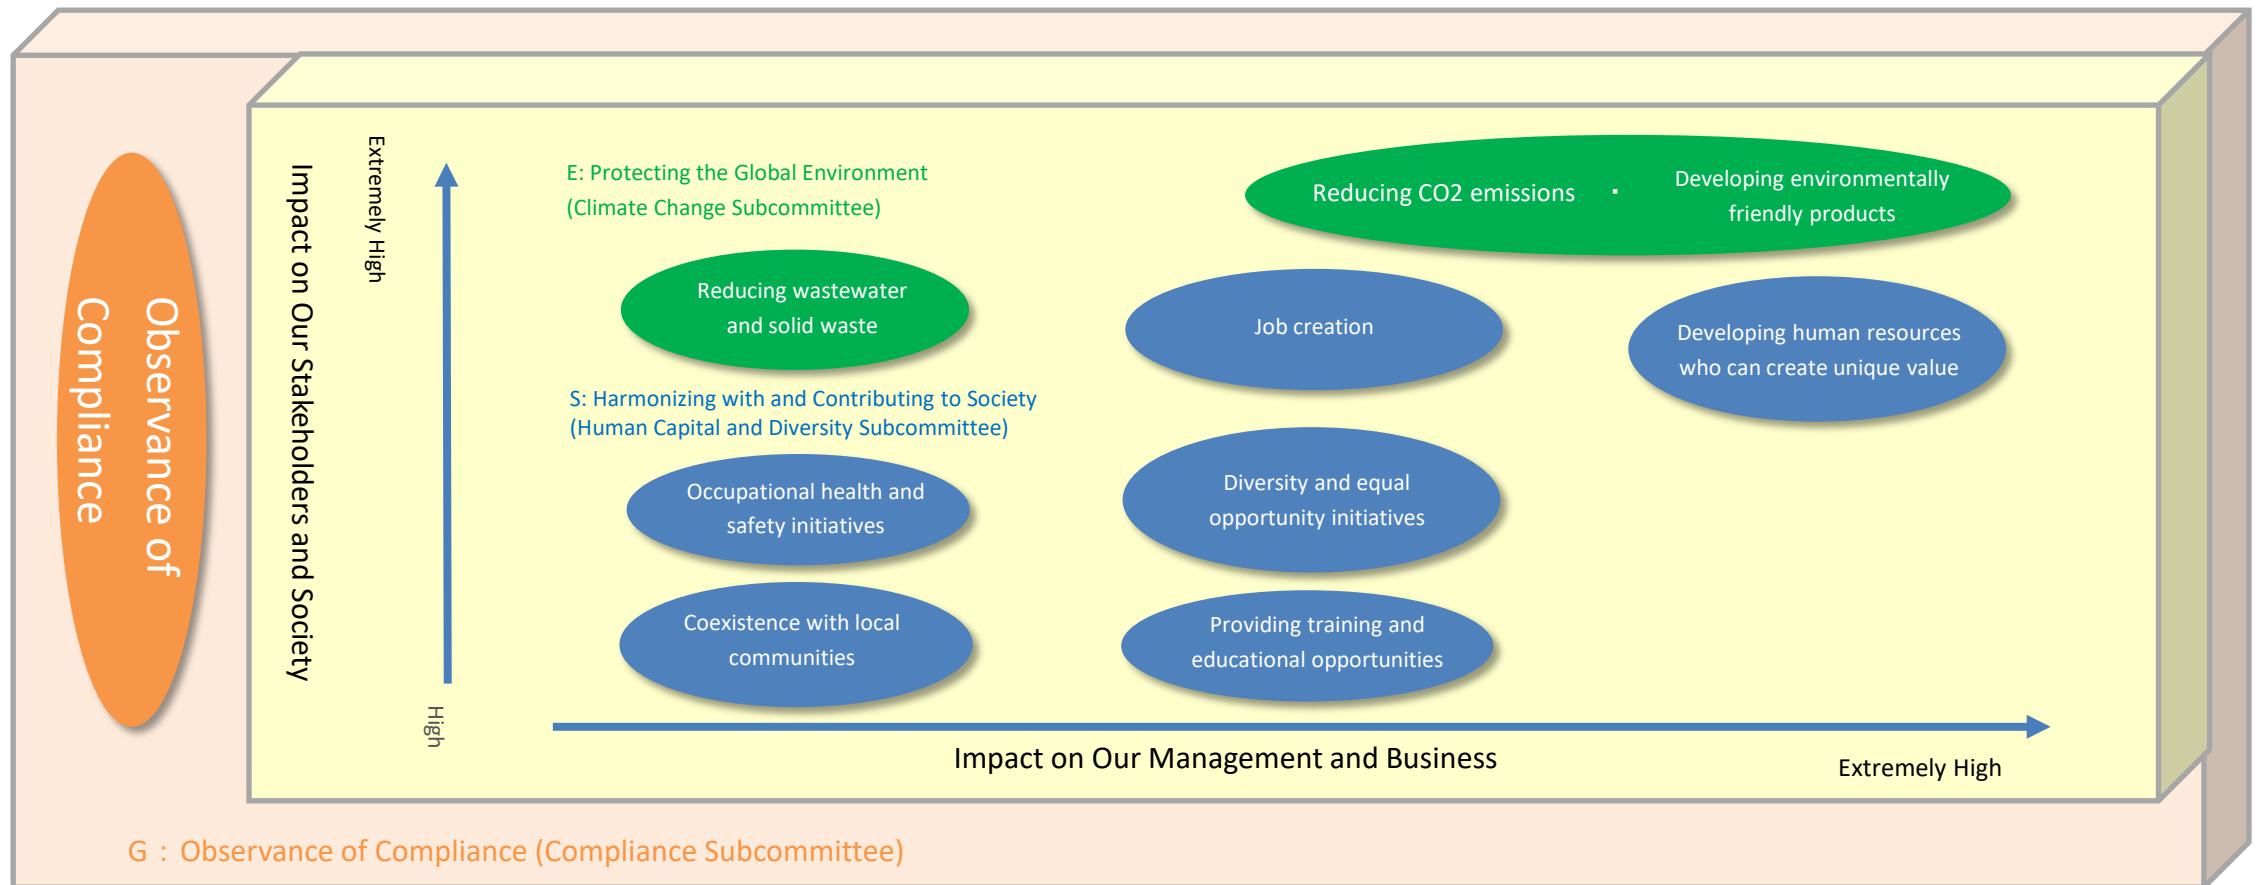 Observance of
Compliance
Impact on Our Stakeholders and Society
Extremely High
High
E: Protecting the Global Environment
(Climate Change Subcommittee)
Reducing CO2 emissions ・ Developing environmentally
friendly products
Reducing wastewater
and solid waste
Job creation
Developing human resources
who can create unique value
S: Harmonizing with and Contributing to Society
(Human Capital and Diversity Subcommittee)
Occupational health and
safety initiatives
Diversity and equal
opportunity initiatives
Coexistence with local
communities
Providing training and
educational opportunities
Impact on Our Management and Business
Extremely High
G：Observance of Compliance (Compliance Subcommittee)